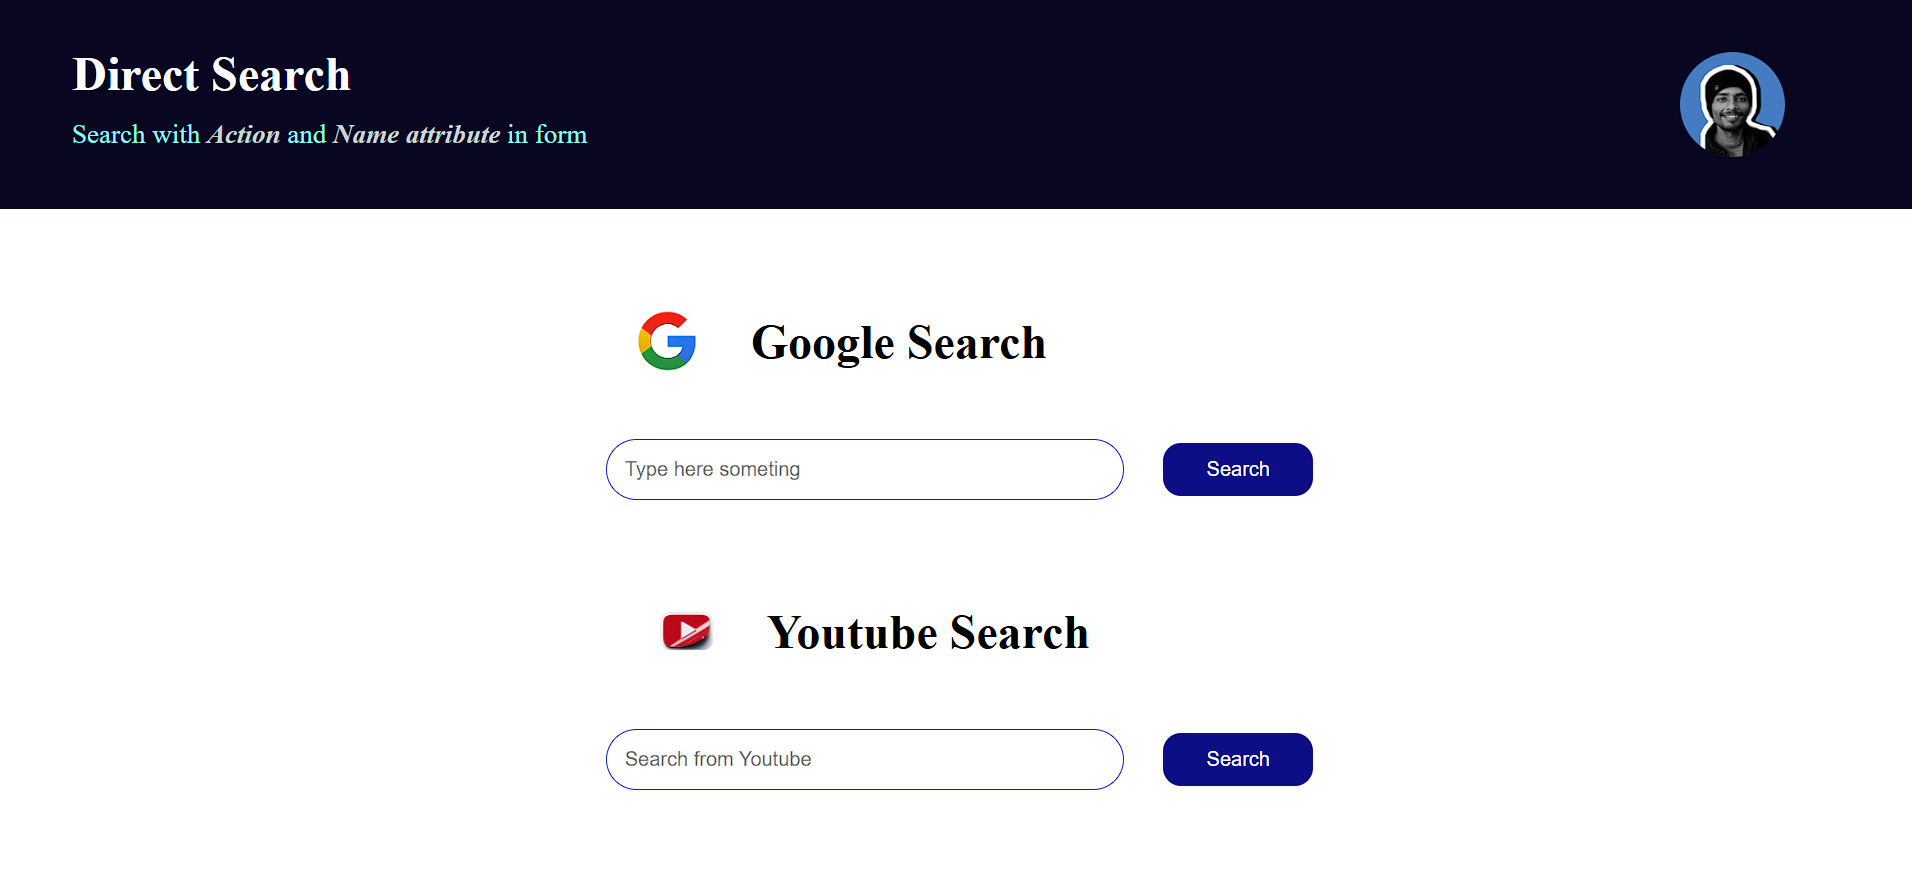 Direct Search
Search with Action and Name attribute in form
Google Search
Type here someting
Search
Youtube Search
Search from Youtube
Search